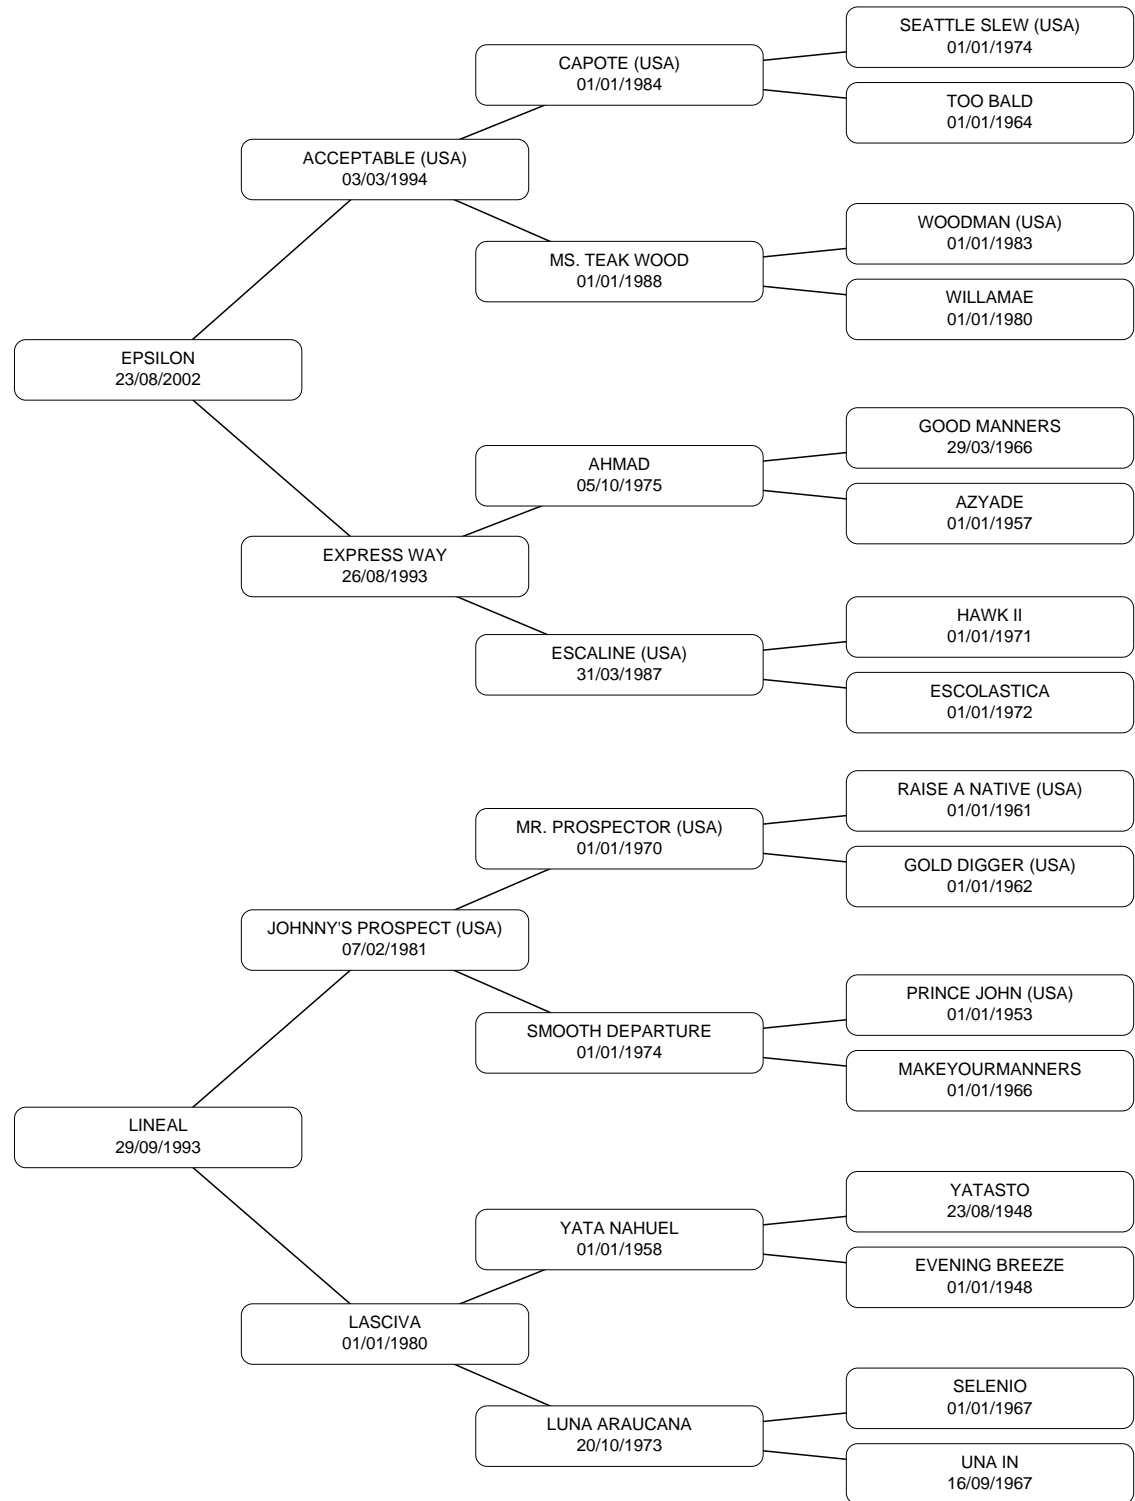 SEATTLE SLEW (USA)
01/01/1974
CAPOTE (USA)
01/01/1984
TOO BALD
01/01/1964
ACCEPTABLE (USA)
03/03/1994
WOODMAN (USA)
01/01/1983
MS. TEAK WOOD
01/01/1988
WILLAMAE
01/01/1980
EPSILON
23/08/2002
GOOD MANNERS
29/03/1966
AHMAD
05/10/1975
AZYADE
01/01/1957
EXPRESS WAY
26/08/1993
HAWK II
01/01/1971
ESCALINE (USA)
31/03/1987
ESCOLASTICA
01/01/1972
RAISE A NATIVE (USA)
01/01/1961
MR. PROSPECTOR (USA)
01/01/1970
GOLD DIGGER (USA)
01/01/1962
JOHNNY'S PROSPECT (USA)
07/02/1981
PRINCE JOHN (USA)
01/01/1953
SMOOTH DEPARTURE
01/01/1974
MAKEYOURMANNERS
01/01/1966
LINEAL
29/09/1993
YATASTO
23/08/1948
YATA NAHUEL
01/01/1958
EVENING BREEZE
01/01/1948
LASCIVA
01/01/1980
SELENIO
01/01/1967
LUNA ARAUCANA
20/10/1973
UNA IN
16/09/1967